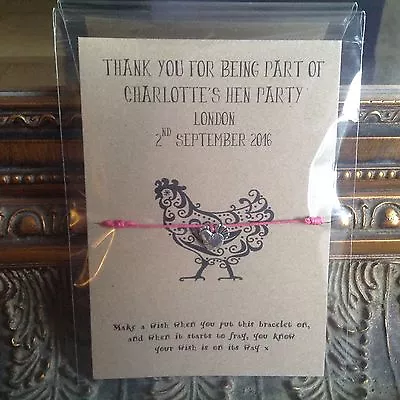 THANK YOU FOR BEING PART OF
CHARLOTTE'S HEN PARTY
LONDON
2ND SEPTEMBER 2016
Make a wish when you put this bracelet on,
and when it starts to fray, you know
your wish is on its way x